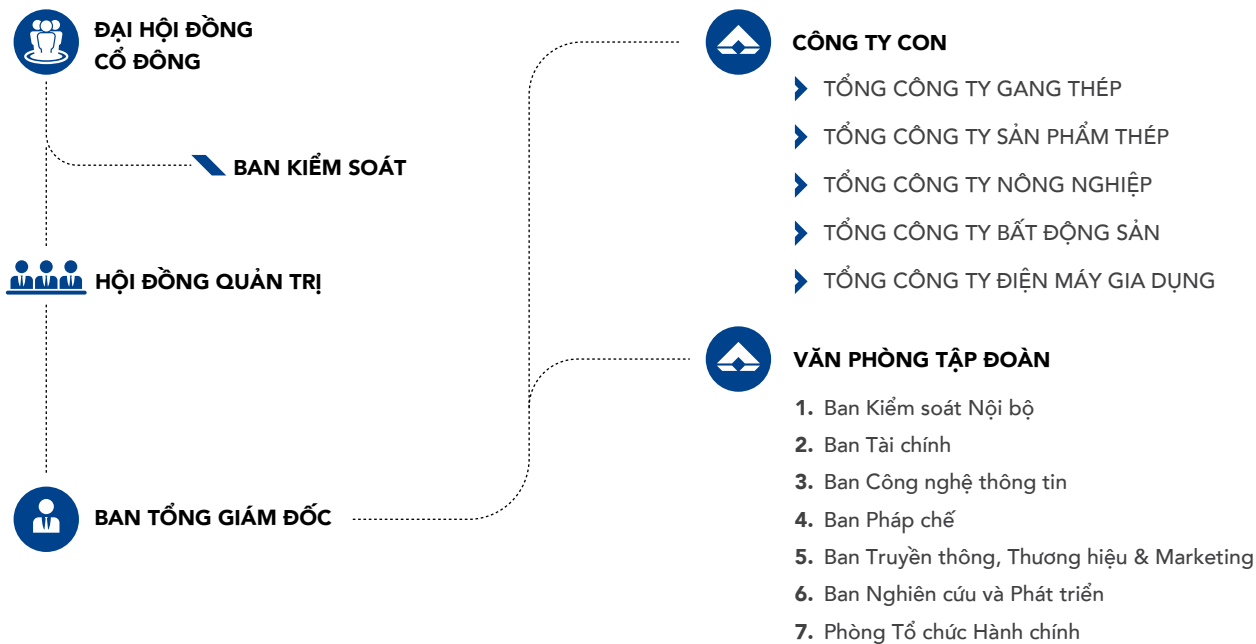 ĐẠI HỘI ĐỒNG
CỔ ĐÔNG
BAN KIỂM SOÁT
HỘI ĐỒNG QUẢN TRỊ
BAN TỔNG GIÁM ĐỐC
CÔNG TY CON
TỔNG CÔNG TY GANG THÉP
TỔNG CÔNG TY SẢN PHẨM THÉP
TỔNG CÔNG TY NÔNG NGHIỆP
TỔNG CÔNG TY BẤT ĐỘNG SẢN
TỔNG CÔNG TY ĐIỆN MÁY GIA DỤNG
VĂN PHÒNG TẬP ĐOÀN
1. Ban Kiểm soát Nội bộ
2. Ban Tài chính
3. Ban Công nghệ thông tin
4. Ban Pháp chế
5. Ban Truyền thông, Thương hiệu & Marketing
6. Ban Nghiên cứu và Phát triển
7. Phòng Tổ chức Hành chính